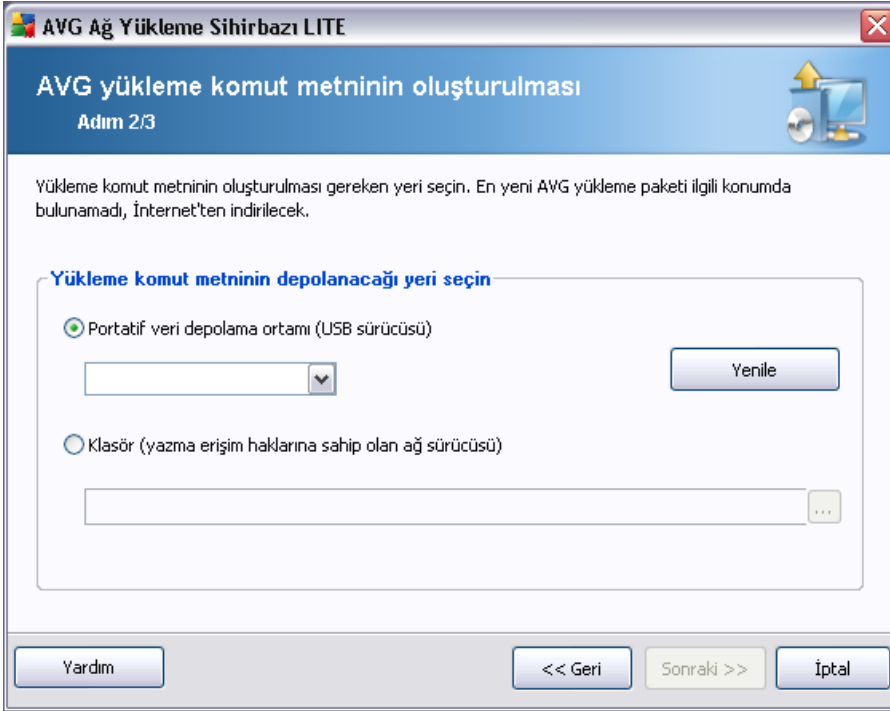 AVG Ağ Yükleme Sihirbazı LITE
AVG yükleme komut metninin oluşturulması
Adım 2/3
Yükleme komut metninin oluşturulması gereken yeri seçin. En yeni AVG yükleme paketi ilgili konumda
bulunamadı, İnternet'ten indirilecek.
Yükleme komut metninin depolanacağı yeri seçin
Portatif veri depolama ortamı (USB sürücüsü)
Yenile
Klasör (yazma erişim haklarına sahip olan ağ sürücüsü)
...
Yardım
<< Geri
Sonraki >>
İptal